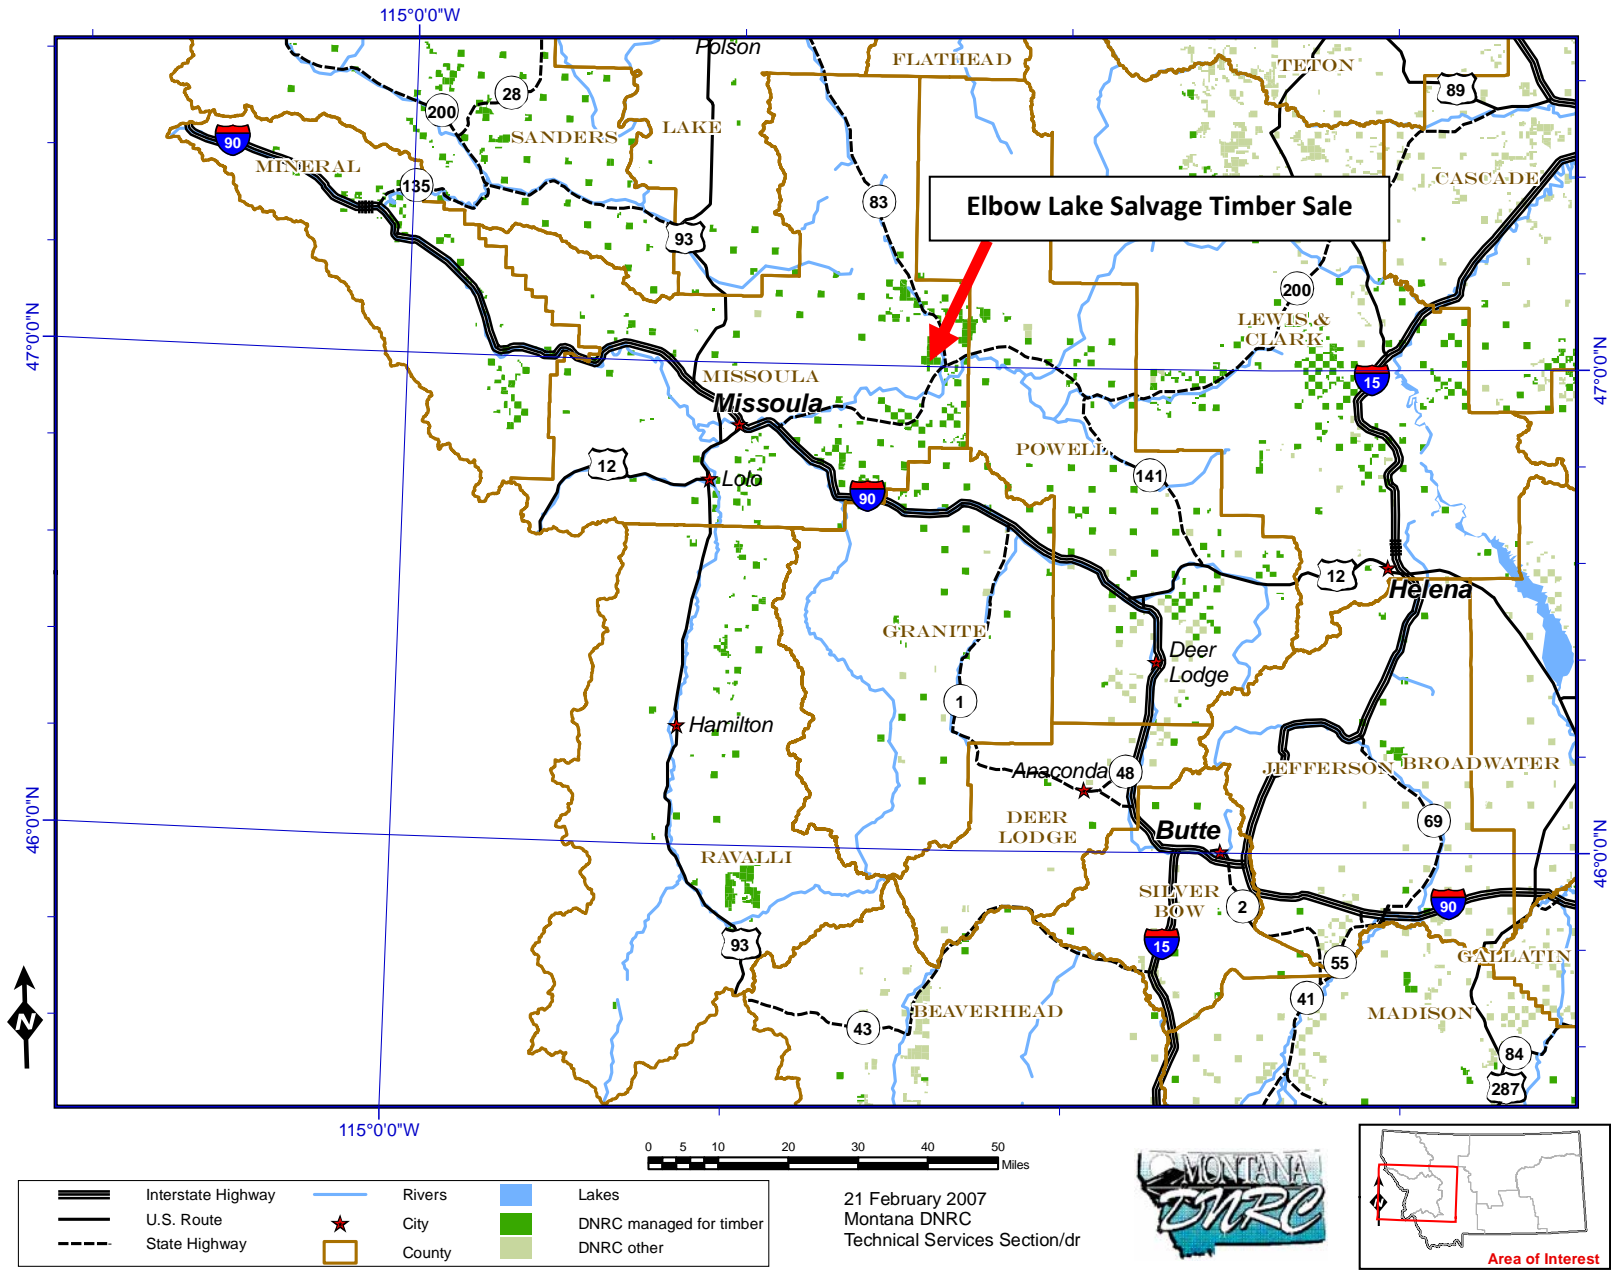 115°0'0"W
Polson
FLATHEAD
TETON
89
28
200
SANDERS
LAKE
90
MINERAL
135
CASCADE
83
Elbow Lake Salvage Timber Sale
93
200
LEWIS &
CLARK
47°0'0"N
47°0'0"N
15
MISSOULA
Missoula
POWELL
12
Lolo
141
90
12
Helena
GRANITE
Deer
Lodge
1
Hamilton
Anaconda
48
JEFFERSON
BROADWATER
DEER
LODGE
Butte
69
46°0'0"N
46°0'0"N
RAVALLI
SILVER
BOW
2
90
93
15
55
GALLATIN
41
BEAVERHEAD
MADISON
43
84
287
N
115°0'0"W
0 5 10 20 30 40 50
Miles
Interstate Highway
U.S. Route
State Highway
Rivers
City
County
Lakes
DNRC managed for timber
DNRC other
21 February 2007
Montana DNRC
Technical Services Section/dr
MONTANA
DNRC
N
Area of Interest